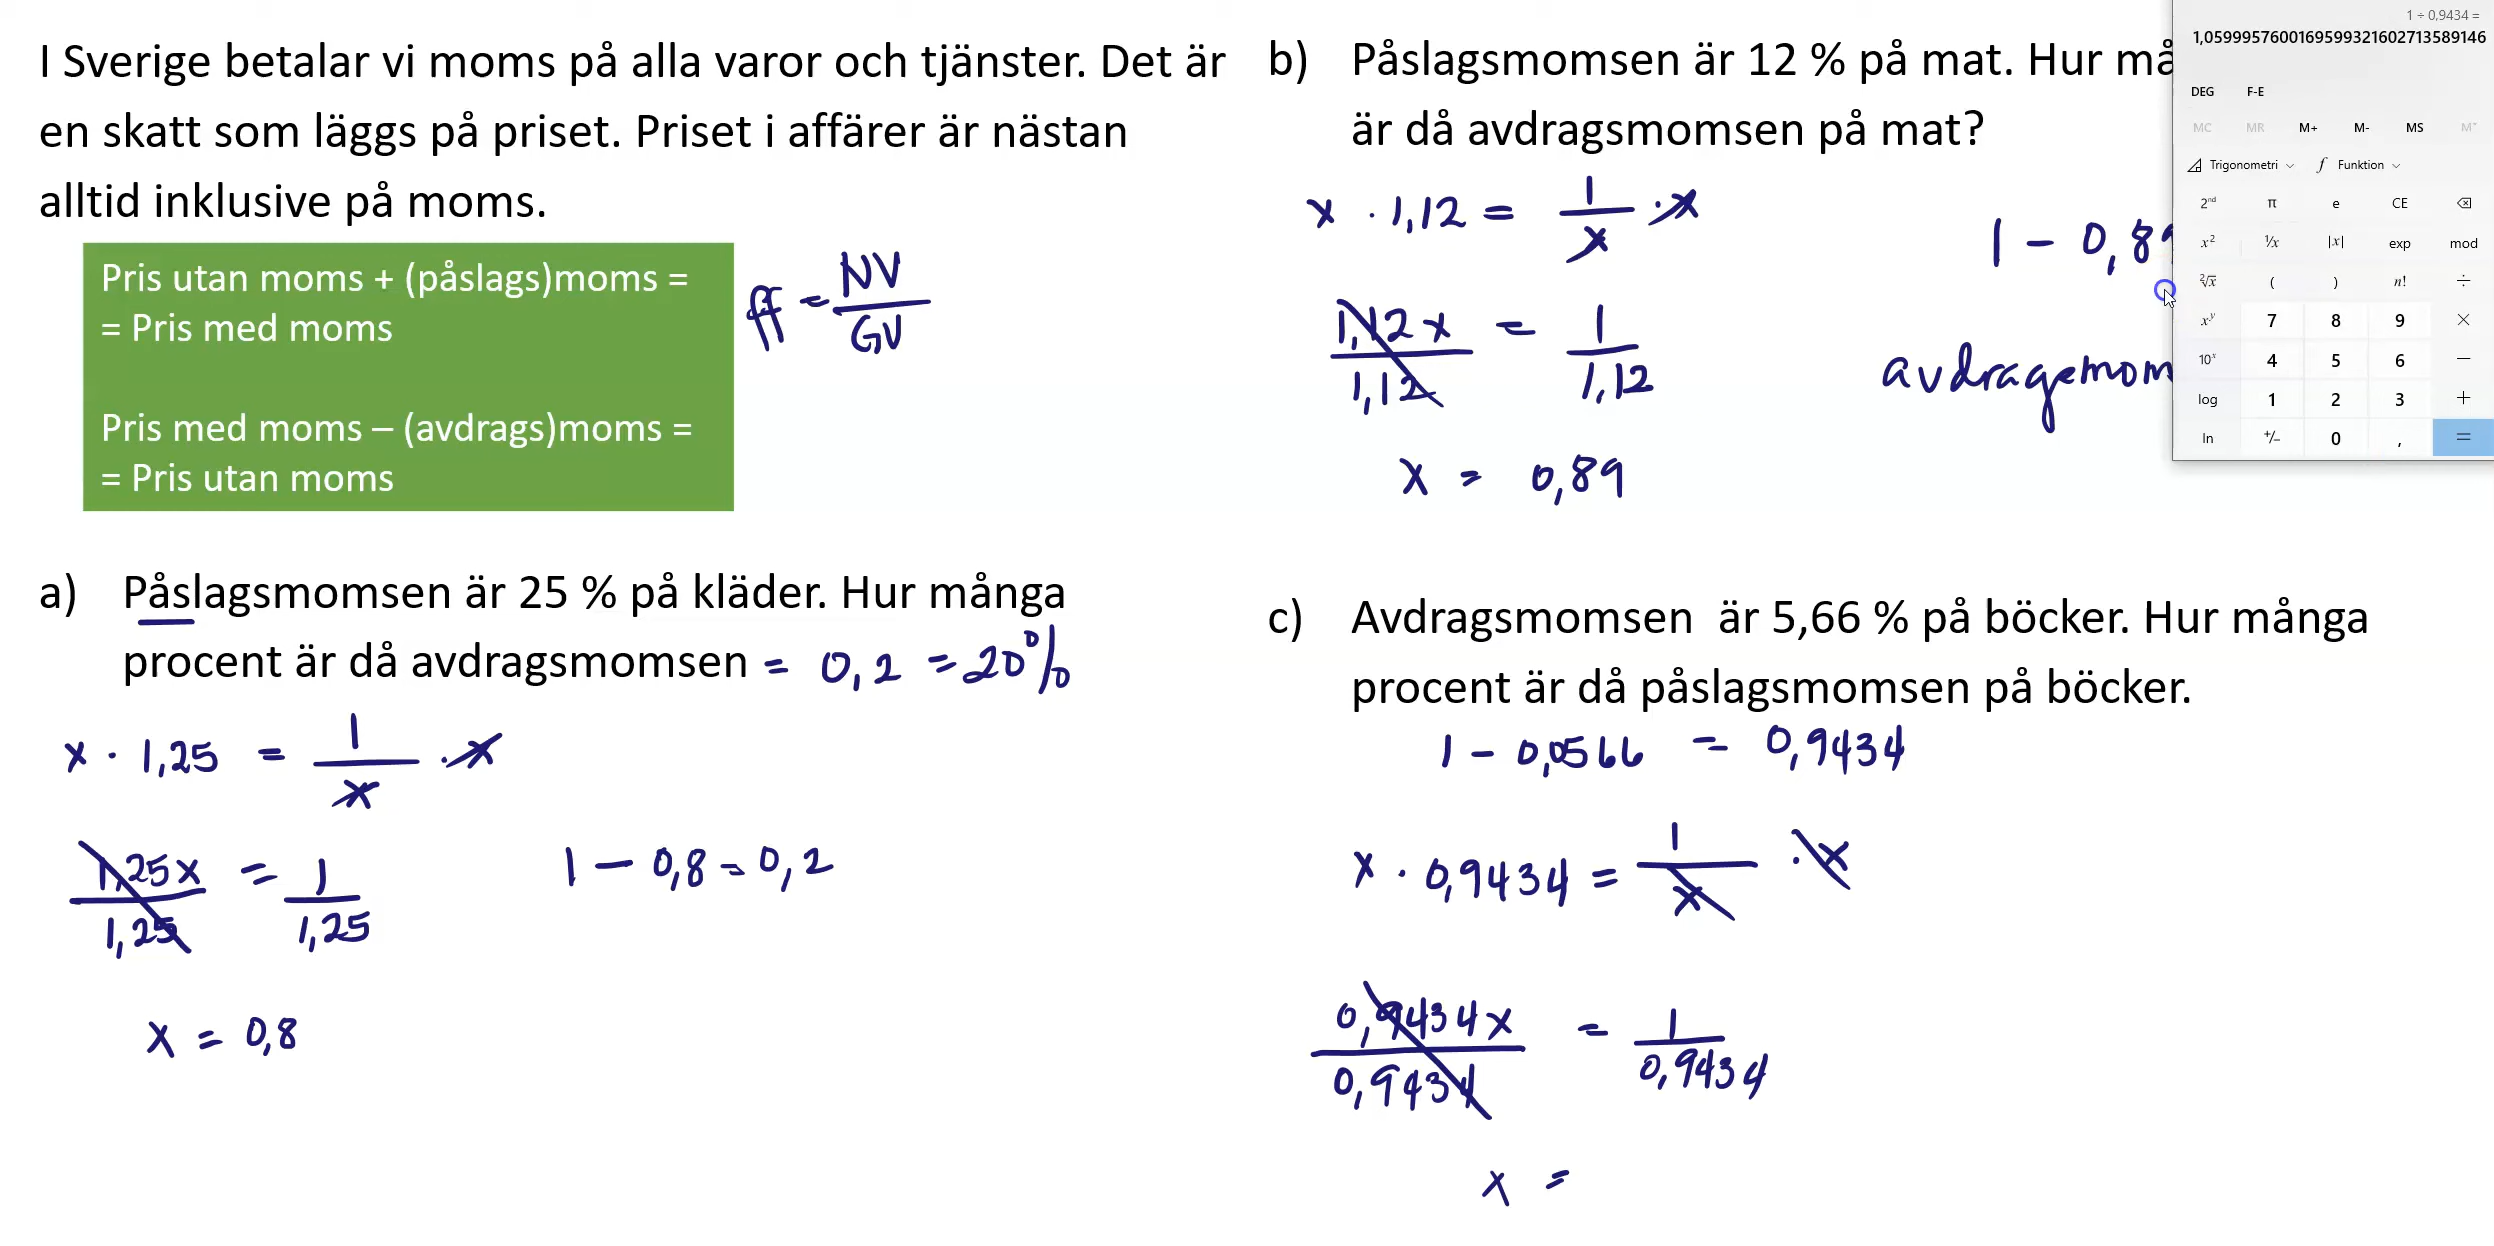 I Sverige betalar vi moms på alla varor och tjänster. Det är
en skatt som läggs på priset. Priset i affärer är nästan
alltid inklusive på moms.
Pris utan moms + (påslags)moms =
= Pris med moms
Pris med moms – (avdrags)moms =
= Pris utan moms
ff = NV / GV
a) Påslagsmomsen är 25 % på kläder. Hur många
procent är då avdragsmomsen = 0,2 = 20%
x · 1,25 = 1/x · x
1,25x / 1,25 = 1 / 1,25
1 – 0,8 = 0,2
x = 0,8
b) Påslagsmomsen är 12 % på mat. Hur må
är då avdragsmomsen på mat?
x · 1,12 = 1/x · x
1,12x / 1,12 = 1 / 1,12
x = 0,89
1 – 0,89
avdragsmom
c) Avdragsmomsen är 5,66 % på böcker. Hur många
procent är då påslagsmomsen på böcker.
1 – 0,0566 = 0,9434
x · 0,9434 = 1/x · x
0,9434x / 0,9434 = 1 / 0,9434
x =
1 ÷ 0,9434 =
1,0599957600169599321602713589146
DEG F-E
MC MR M+ M- MS M˅
Trigonometri Funktion
2ⁿᵈ π e CE
x² ¹/x |x| exp mod
²√x ( ) n! ÷
xʸ 7 8 9 ×
10ˣ 4 5 6 −
log 1 2 3 +
ln +/− 0 , =